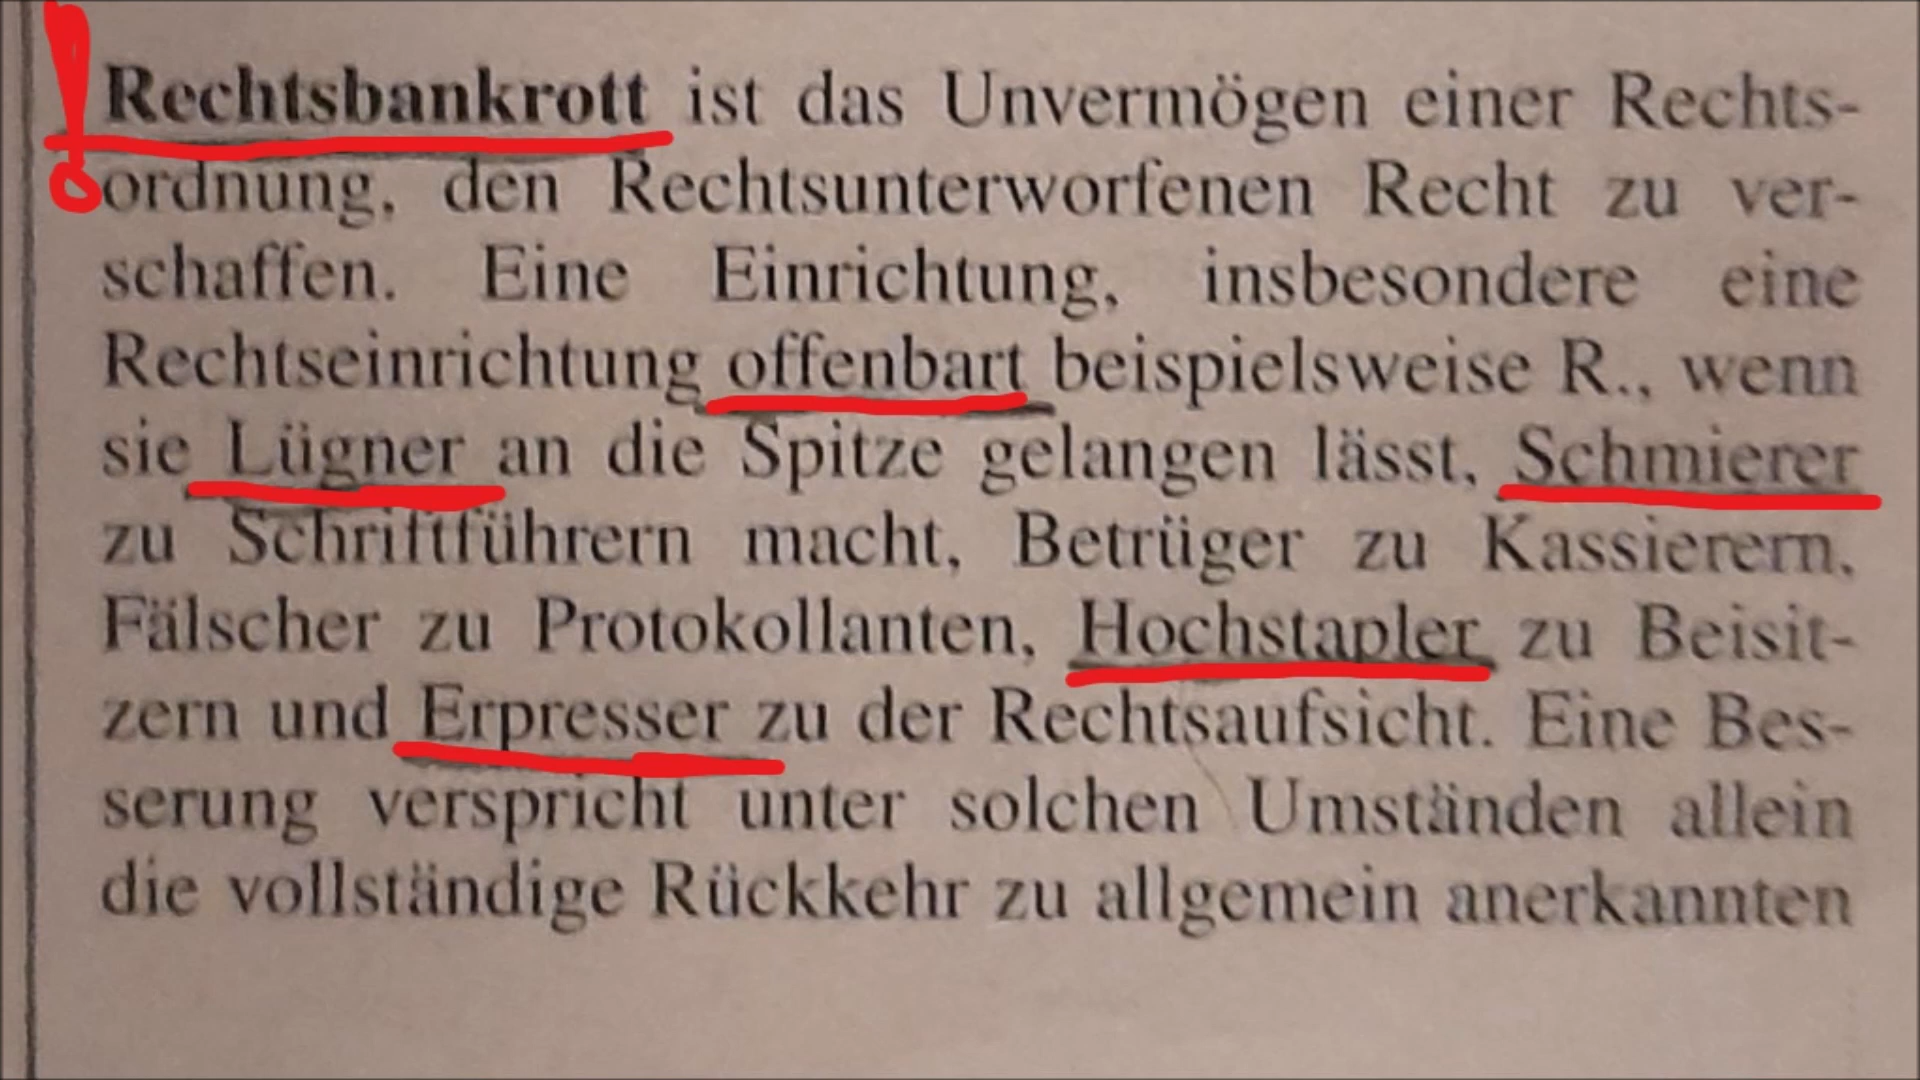 Rechtsbankrott ist das Unvermögen einer Rechts-
ordnung, den Rechtsunterworfenen Recht zu ver-
schaffen. Eine Einrichtung, insbesondere eine
Rechtseinrichtung offenbart beispielsweise R., wenn
sie Lügner an die Spitze gelangen lässt, Schmierer
zu Schriftführern macht, Betrüger zu Kassierern,
Fälscher zu Protokollanten, Hochstapler zu Beisit-
zern und Erpresser zu der Rechtsaufsicht. Eine Bes-
serung verspricht unter solchen Umständen allein
die vollständige Rückkehr zu allgemein anerkannten